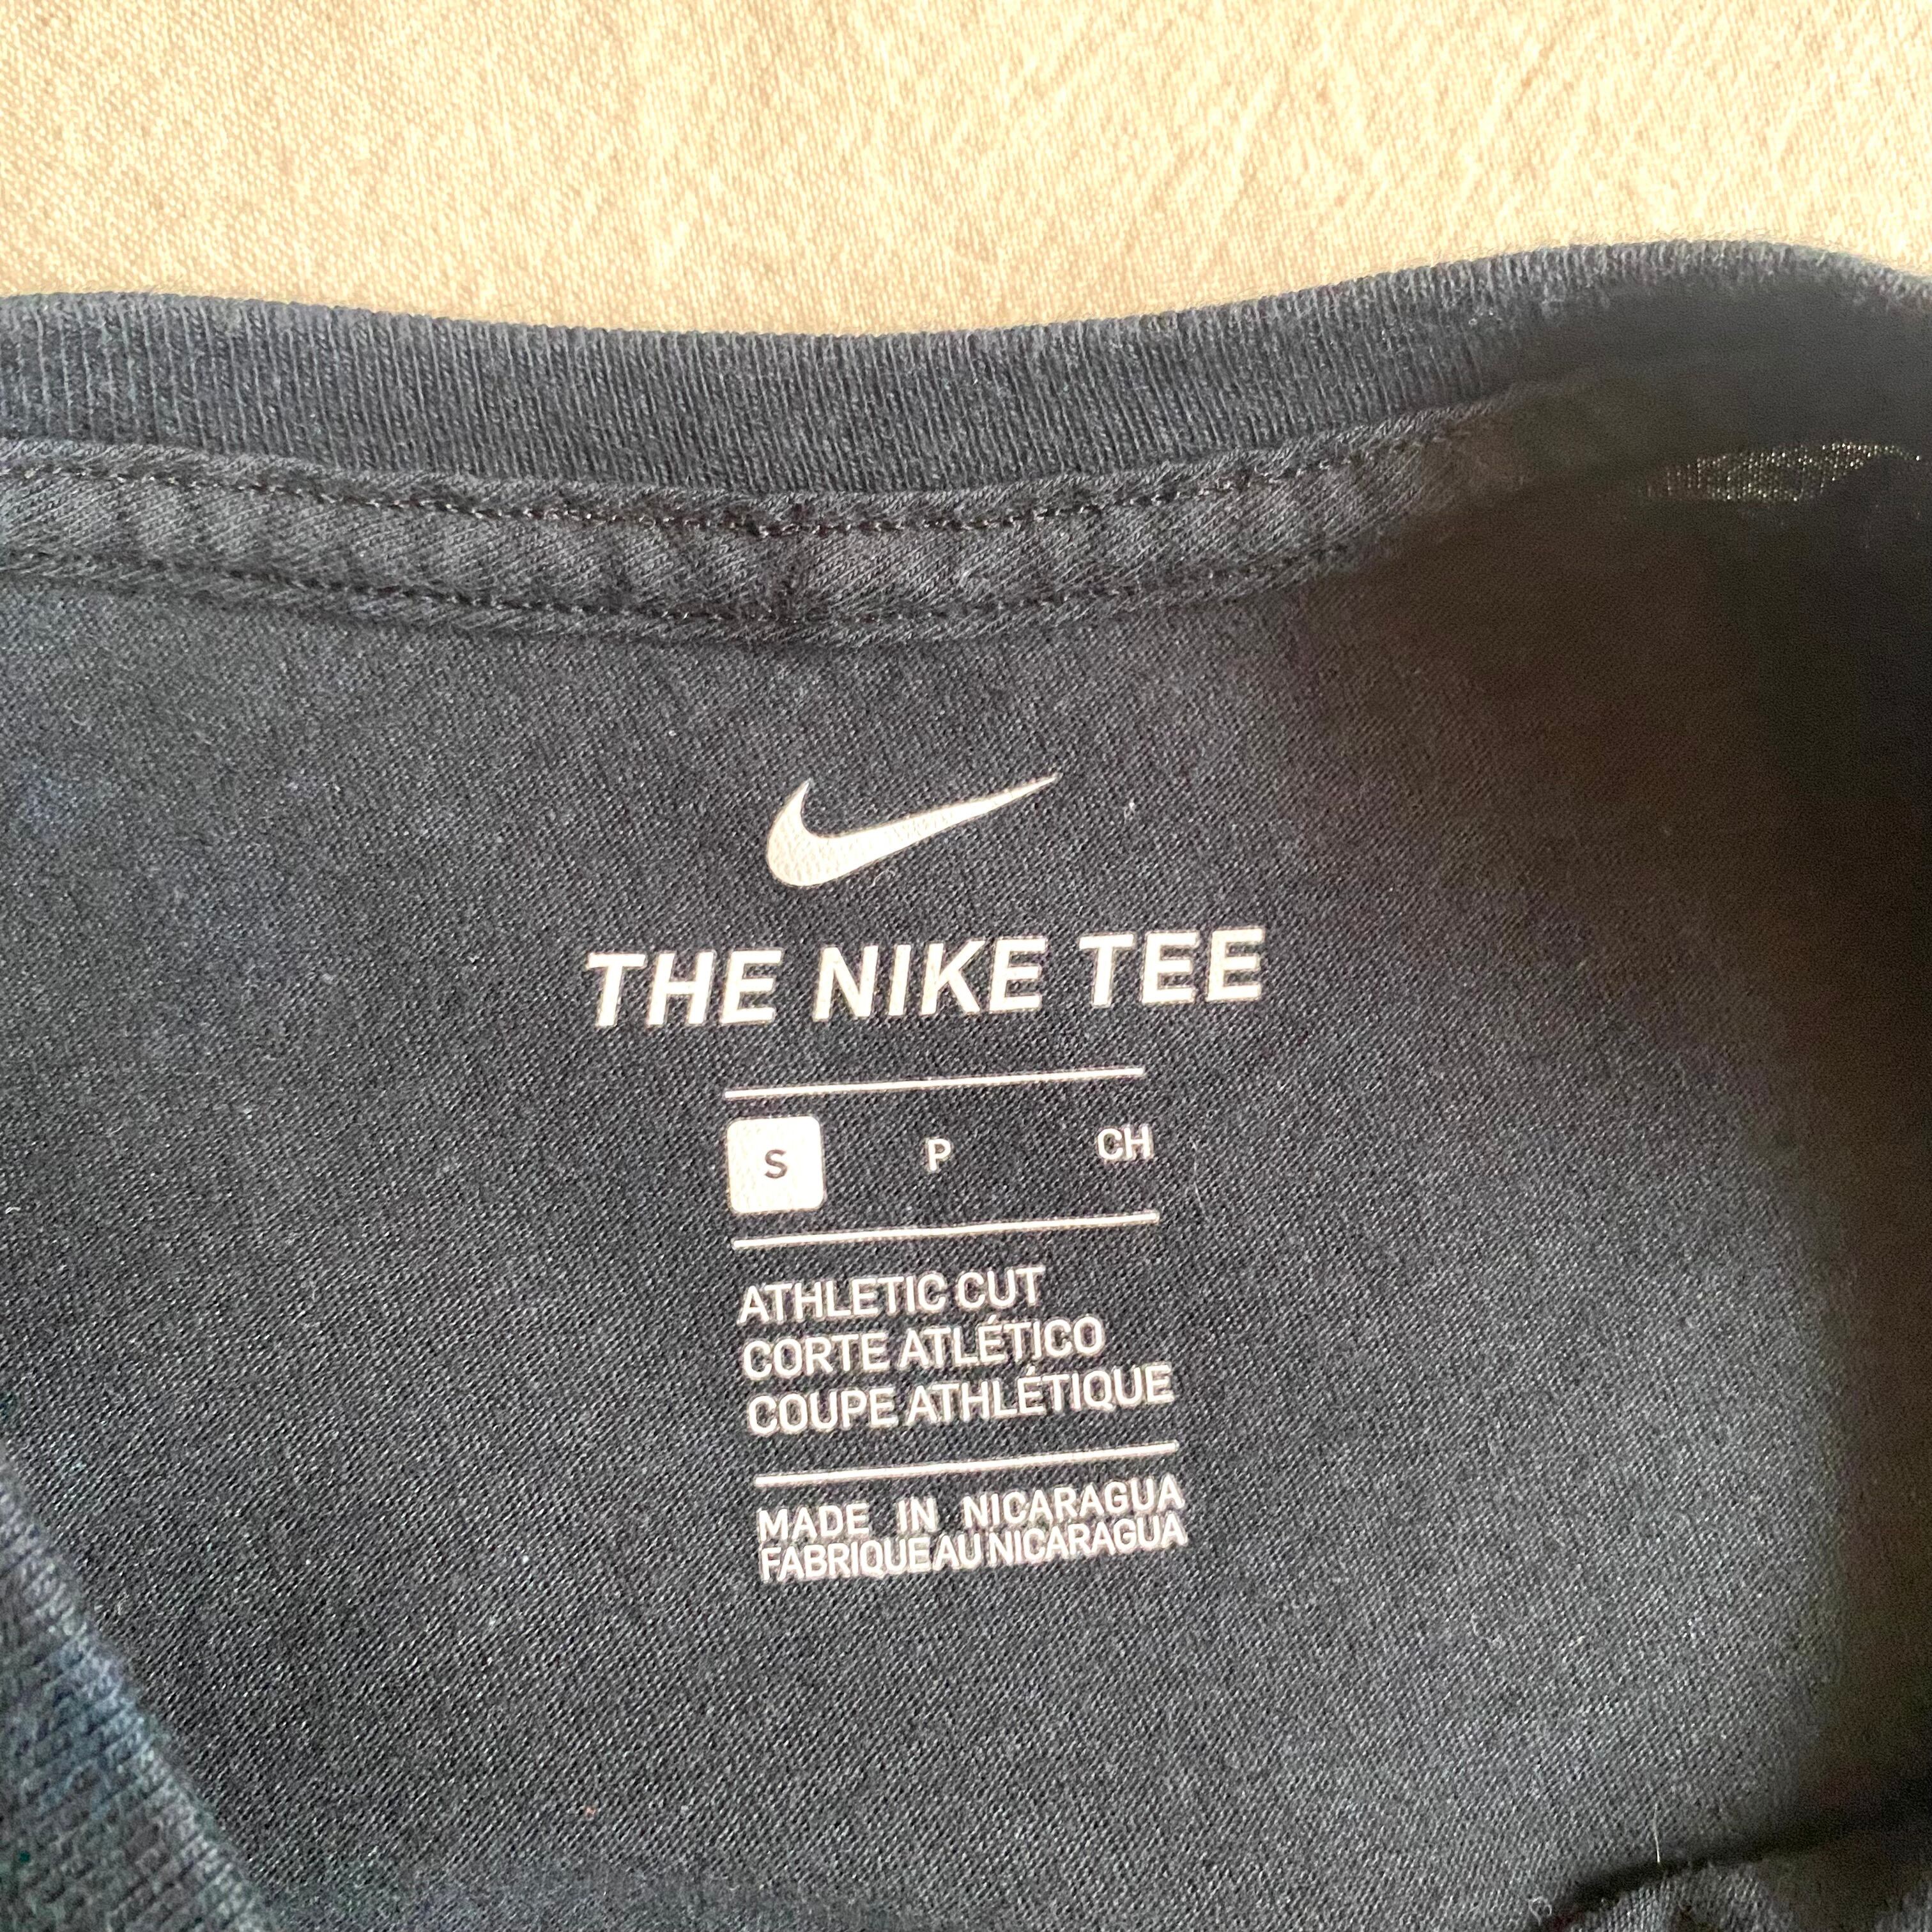 THE NIKE TEE
S P CH
ATHLETIC CUT
CORTE ATLÉTICO
COUPE ATHLÉTIQUE
MADE IN NICARAGUA
FABRIQUE AU NICARAGUA